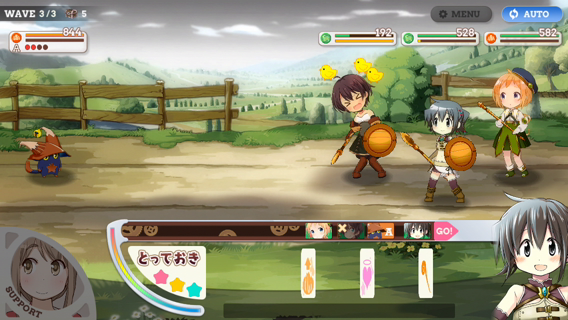 WAVE 3/3 5
MENU
AUTO
844
A
192
528
582
A
GO!
とっておき
SUPPORT